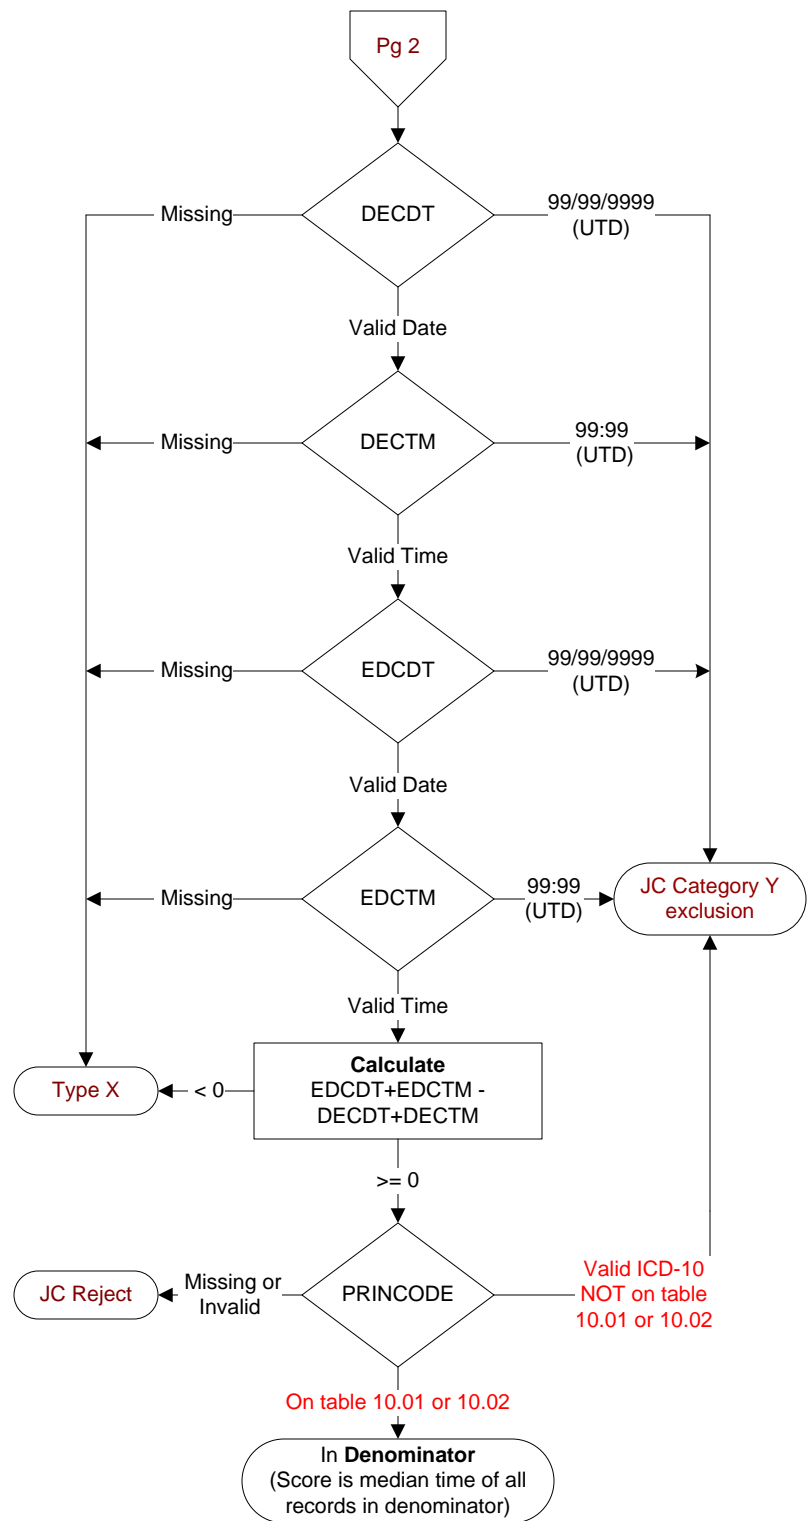 Pg 2
Missing
DECDT
99/99/9999
(UTD)
Valid Date
Missing
DECTM
99:99
(UTD)
Valid Time
Missing
EDCDT
99/99/9999
(UTD)
Valid Date
Missing
EDCTM
99:99
(UTD)
JC Category Y
exclusion
Valid Time
Type X
< 0
Calculate
EDCDT+EDCTM -
DECDT+DECTM
>= 0
JC Reject
Missing or
Invalid
PRINCODE
Valid ICD-10
NOT on table
10.01 or 10.02
On table 10.01 or 10.02
In Denominator
(Score is median time of all
records in denominator)